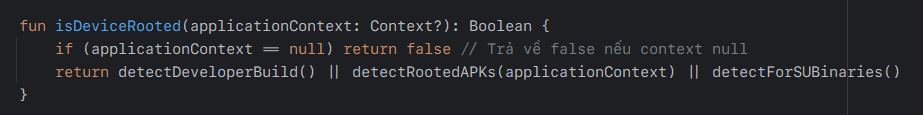 fun isDeviceRooted(applicationContext: Context?): Boolean {
    if (applicationContext == null) return false // Trả về false nếu context null
    return detectDeveloperBuild() || detectRootedAPKs(applicationContext) || detectForSUBinaries()
}